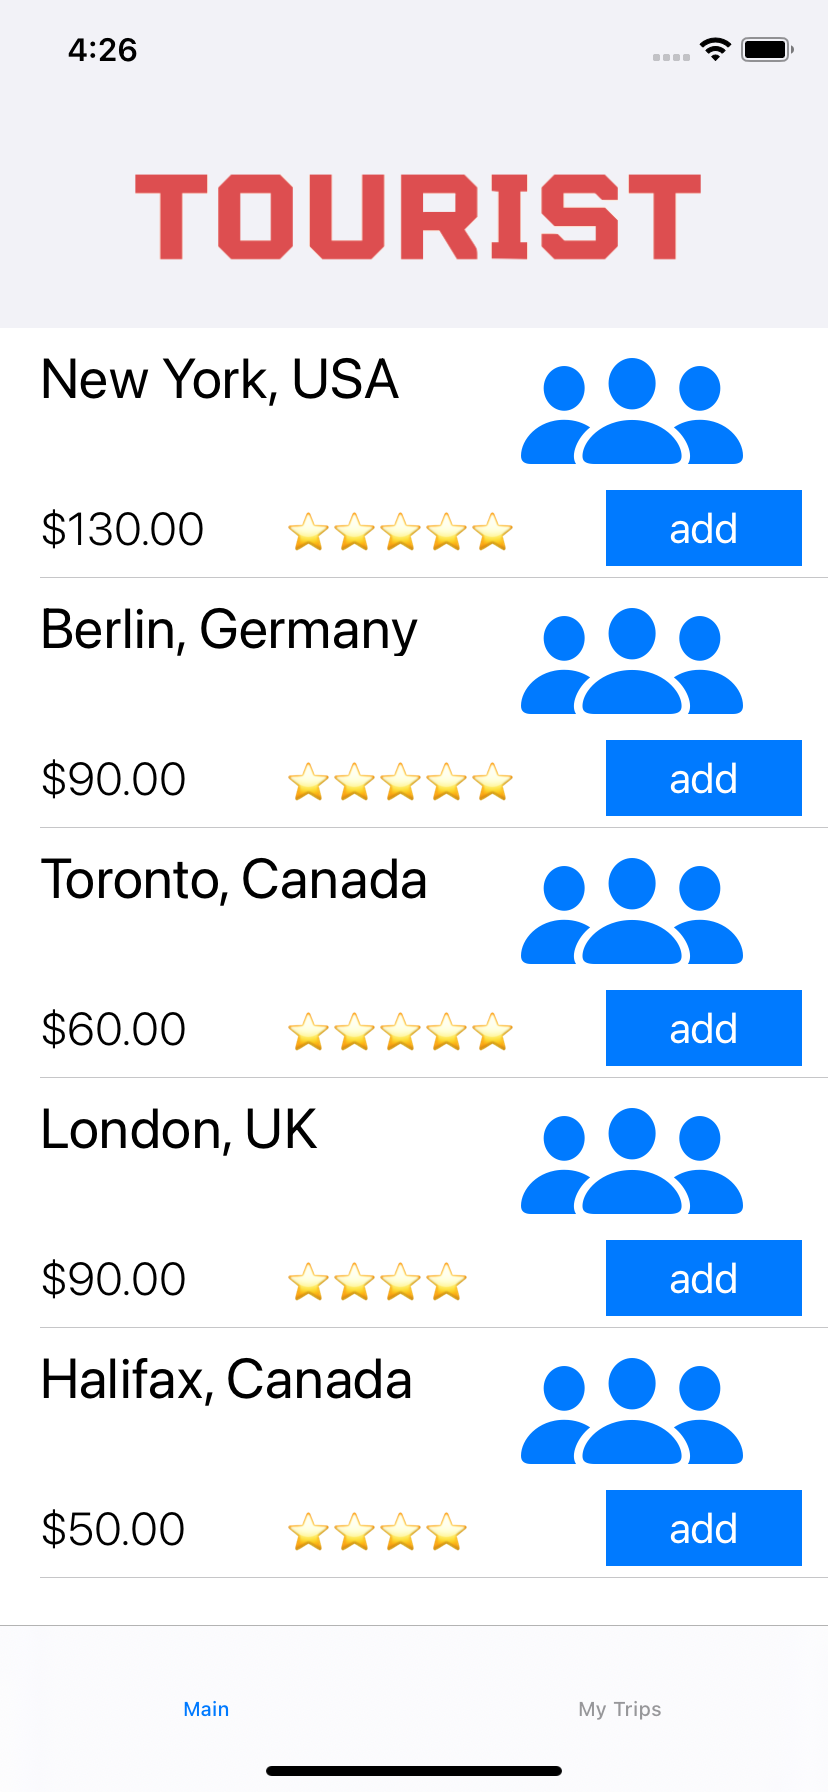 4:26
TOURIST
New York, USA
$130.00 ⭐⭐⭐⭐⭐ add
Berlin, Germany
$90.00 ⭐⭐⭐⭐⭐ add
Toronto, Canada
$60.00 ⭐⭐⭐⭐⭐ add
London, UK
$90.00 ⭐⭐⭐⭐ add
Halifax, Canada
$50.00 ⭐⭐⭐⭐ add
Main My Trips